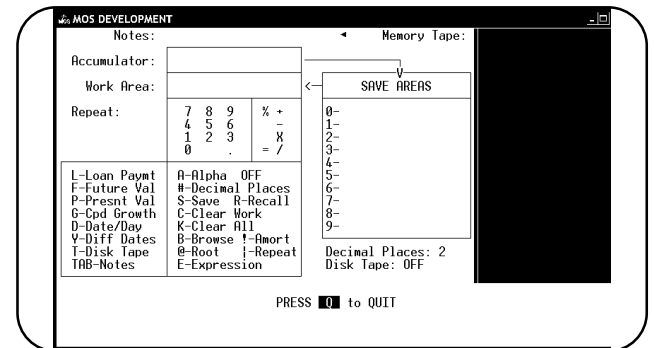 MOS DEVELOPMENT
Notes: ◄ Memory Tape:
Accumulator:
V
Work Area: <— SAVE AREAS
Repeat: 7 8 9 % + 0-
4 5 6 - 1-
1 2 3 X 2-
0 . = / 3-
4-
L-Loan Paymt A-Alpha OFF 5-
F-Future Val #-Decimal Places 6-
P-Presnt Val S-Save R-Recall 7-
G-Cpd Growth C-Clear Work 8-
D-Date/Day K-Clear All 9-
Y-Diff Dates B-Browse !-Amort
T-Disk Tape @-Root |-Repeat Decimal Places: 2
TAB-Notes E-Expression Disk Tape: OFF
PRESS Q to QUIT